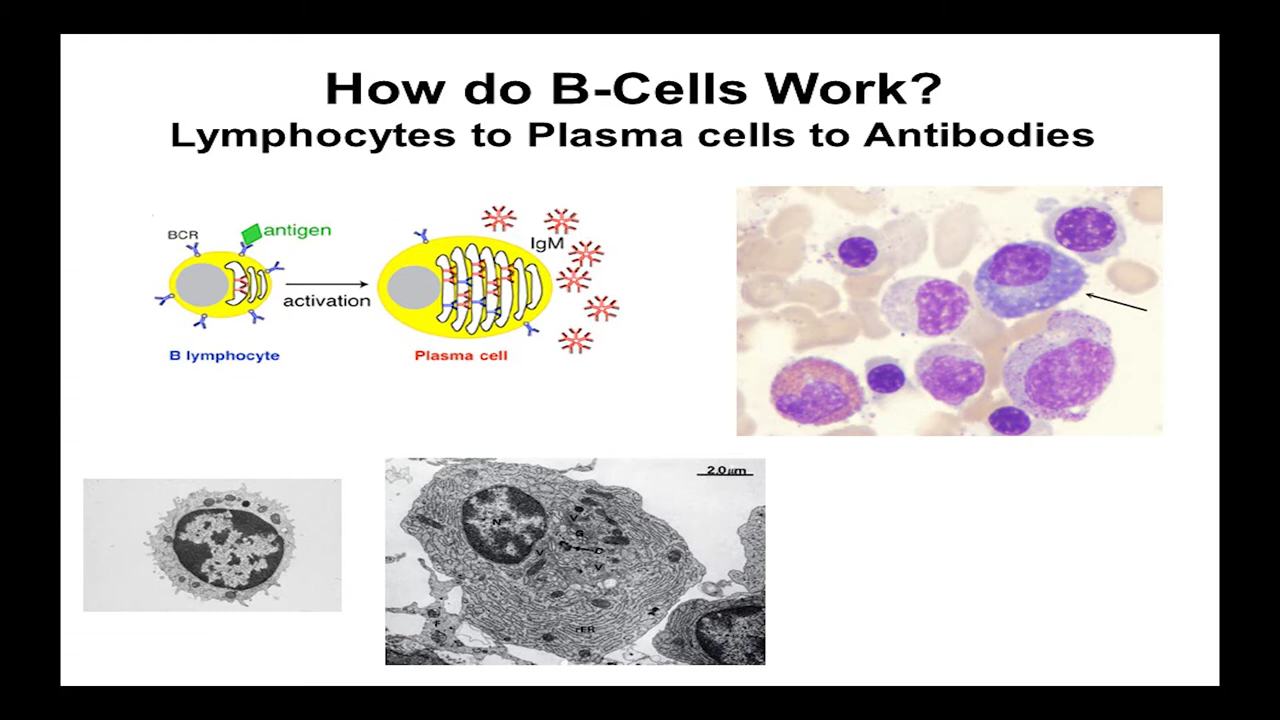 How do B-Cells Work?
Lymphocytes to Plasma cells to Antibodies
BCR
antigen
IgM
activation
B lymphocyte
Plasma cell
2.0 μm
N
G
C
V
V
rER
F